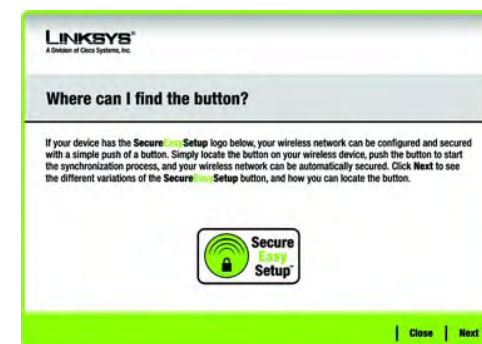 LINKSYS®
A Division of Cisco Systems, Inc.
Where can I find the button?
If your device has the SecureEasySetup logo below, your wireless network can be configured and secured
with a simple push of a button. Simply locate the button on your wireless device, push the button to start
the synchronization process, and your wireless network can be automatically secured. Click Next to see
the different variations of the SecureEasySetup button, and how you can locate the button.
Secure
Easy
Setup™
Close | Next